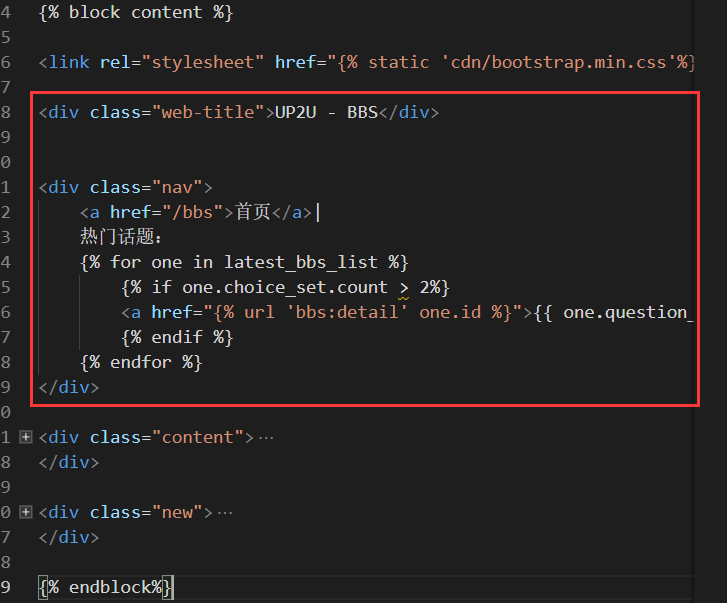 4 {% block content %}
5
6 <link rel="stylesheet" href="{% static 'cdn/bootstrap.min.css'%}
7
8 <div class="web-title">UP2U - BBS</div>
9
0
1 <div class="nav">
2 <a href="/bbs">首页</a>|
3 热门话题：
4 {% for one in latest_bbs_list %}
5 {% if one.choice_set.count > 2%}
6 <a href="{% url 'bbs:detail' one.id %}">{{ one.question_
7 {% endif %}
8 {% endfor %}
9 </div>
0
1 <div class="content">···
8 </div>
9
0 <div class="new">···
7 </div>
8
9 {% endblock%}